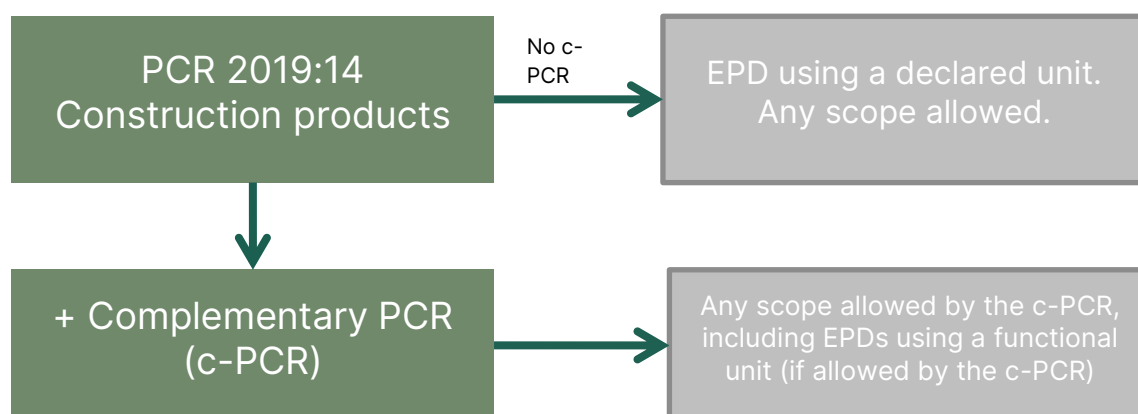 PCR 2019:14
Construction products
No c-
PCR
EPD using a declared unit.
Any scope allowed.
+ Complementary PCR
(c-PCR)
Any scope allowed by the c-PCR,
including EPDs using a functional
unit (if allowed by the c-PCR)